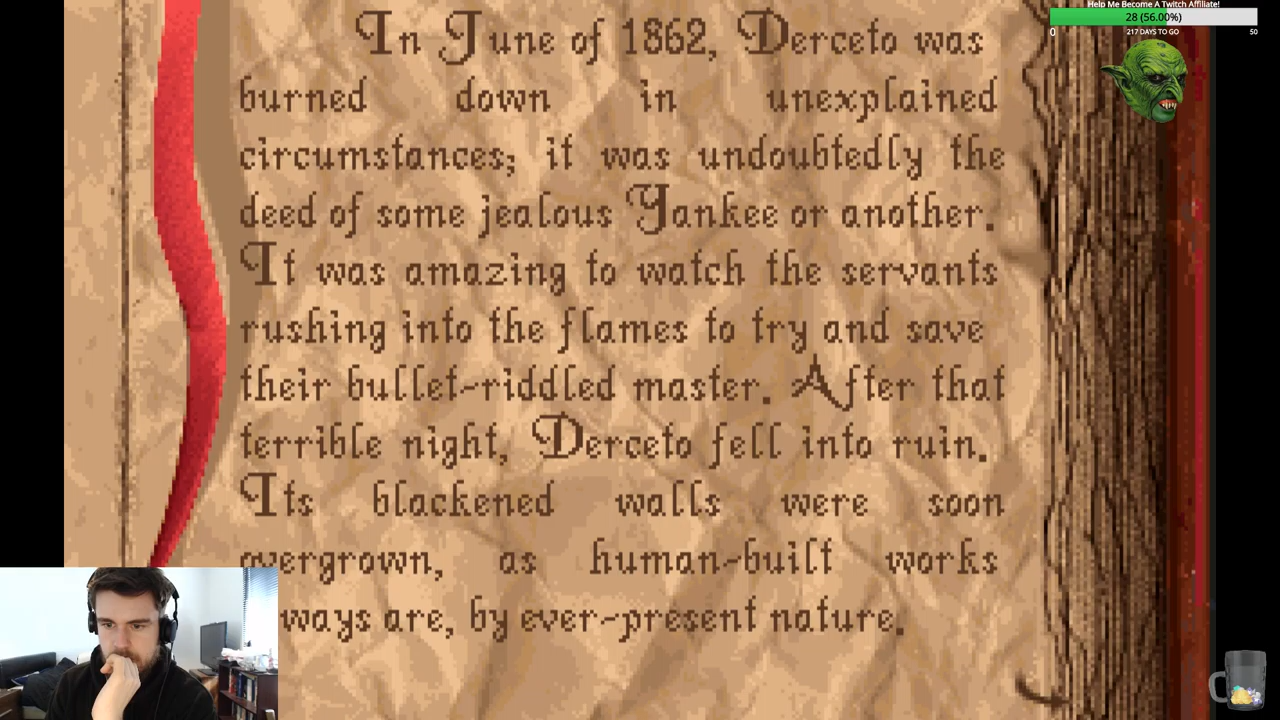 In June of 1862, Derceto was
burned down in unexplained
circumstances; it was undoubtedly the
deed of some jealous Yankee or another.
It was amazing to watch the servants
rushing into the flames to try and save
their bullet-riddled master. After that
terrible night, Derceto fell into ruin.
Its blackened walls were soon
overgrown, as human-built works
ways are, by ever-present nature.
Help Me Become A Twitch Affiliate!
28 (56.00%)
0 217 DAYS TO GO 50